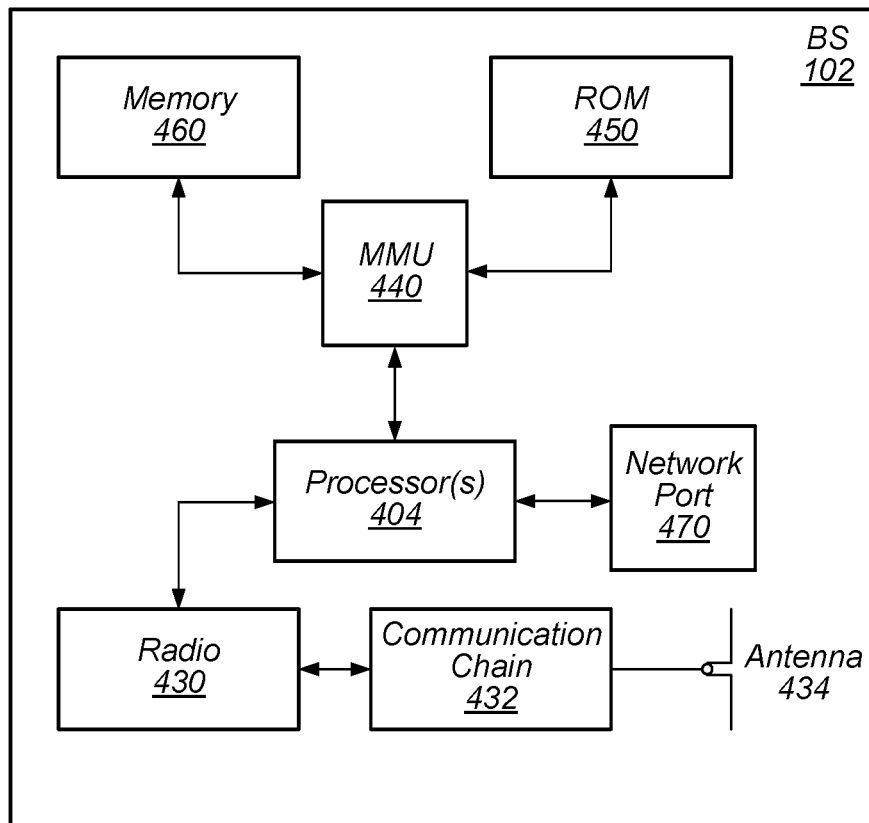 BS
102
Memory
460
ROM
450
MMU
440
Processor(s)
404
Network
Port
470
Radio
430
Communication
Chain
432
Antenna
434